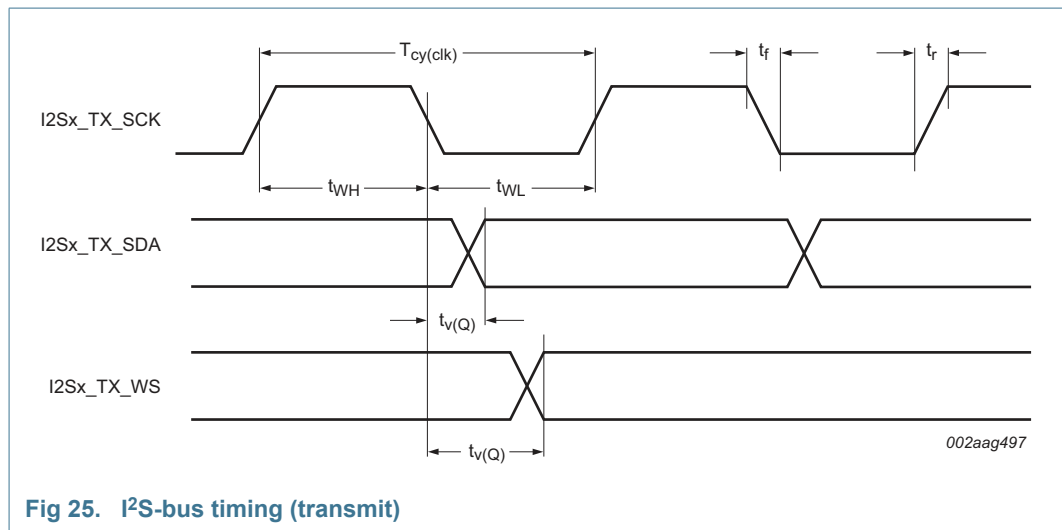 T_cy(clk) t_f t_r
I2Sx_TX_SCK
t_WH t_WL
I2Sx_TX_SDA
t_v(Q)
I2Sx_TX_WS
t_v(Q)
002aag497
Fig 25. I²S-bus timing (transmit)